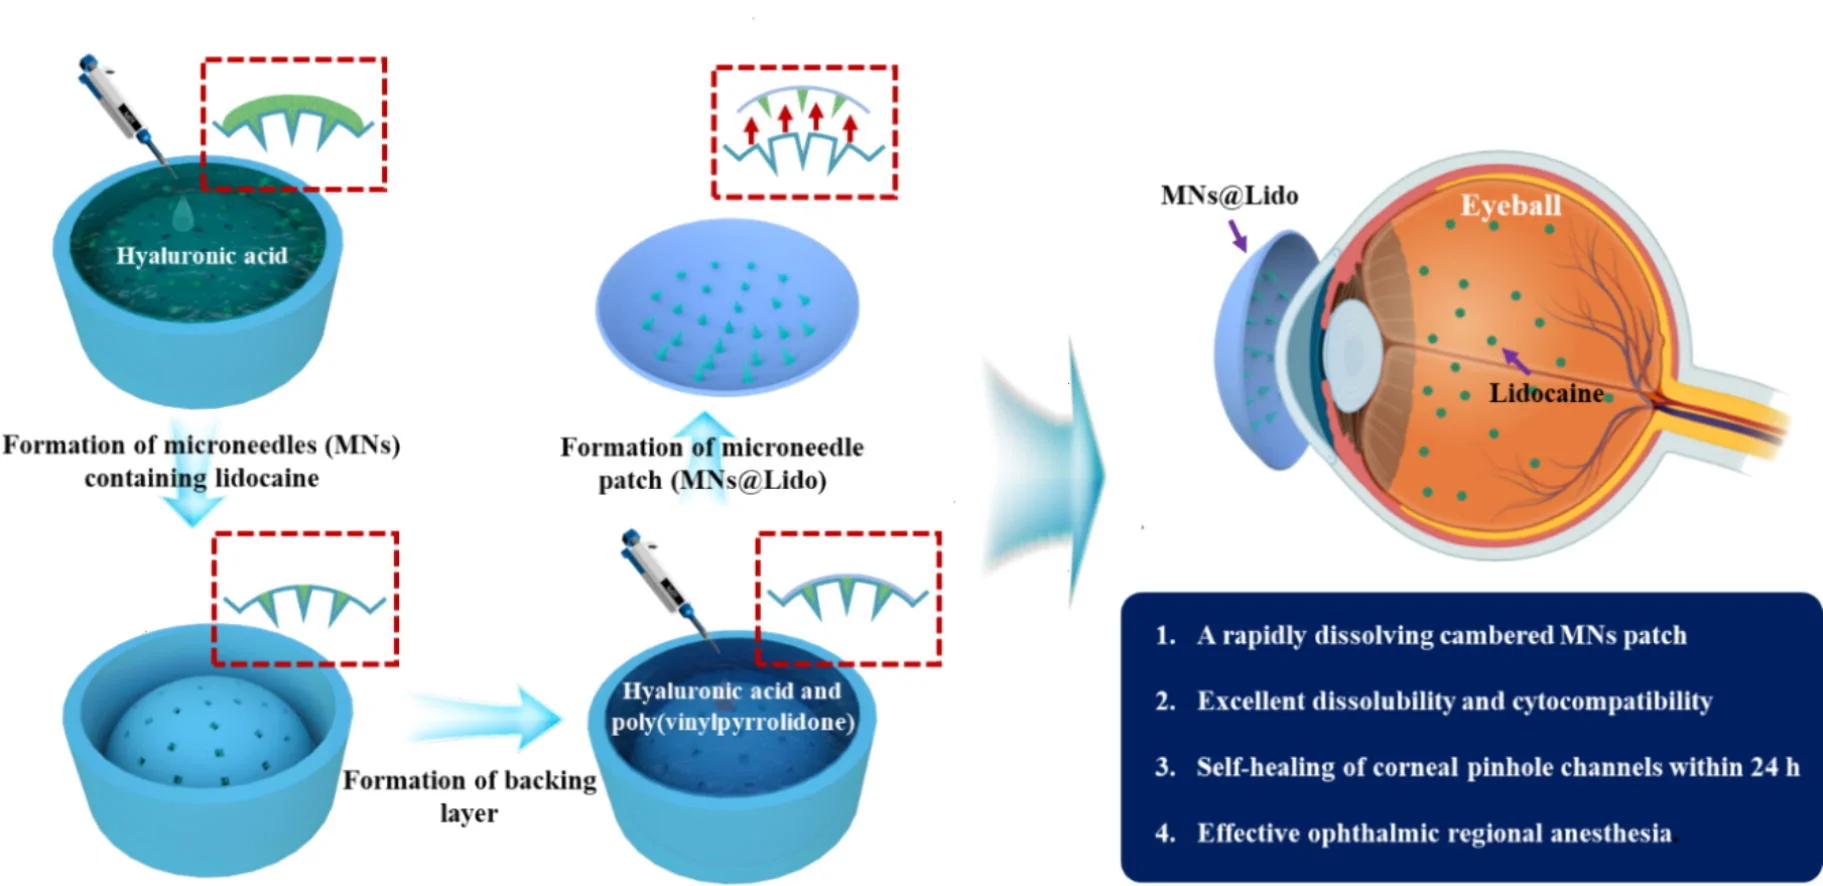 Hyaluronic acid
Formation of microneedles (MNs)
containing lidocaine
Formation of backing
layer
Hyaluronic acid and
poly(vinylpyrrolidone)
Formation of microneedle
patch (MNs@Lido)
MNs@Lido
Eyeball
Lidocaine
1. A rapidly dissolving cambered MNs patch
2. Excellent dissolubility and cytocompatibility
3. Self-healing of corneal pinhole channels within 24 h
4. Effective ophthalmic regional anesthesia